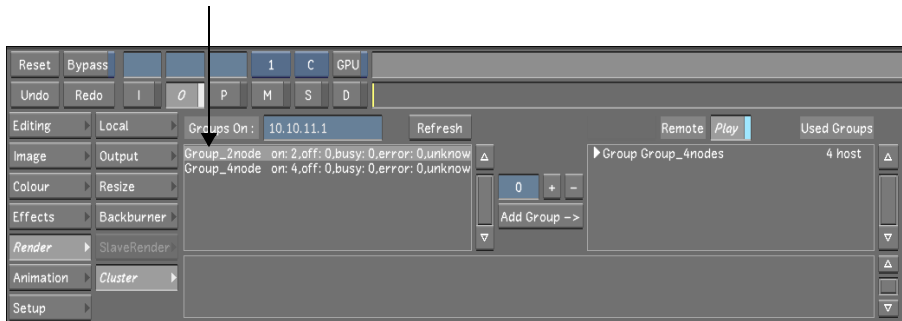 Reset Bypass 1 C GPU
Undo Redo I O P M S D
Editing Local Groups On : 10.10.11.1 Refresh Remote Play Used Groups
Image Output Group_2node on: 2,off: 0,busy: 0,error: 0,unknow Group Group_4nodes 4 host
Group_4node on: 4,off: 0,busy: 0,error: 0,unknow
Colour Resize 0 + -
Effects Backburner Add Group ->
Render SlaveRender
Animation Cluster
Setup